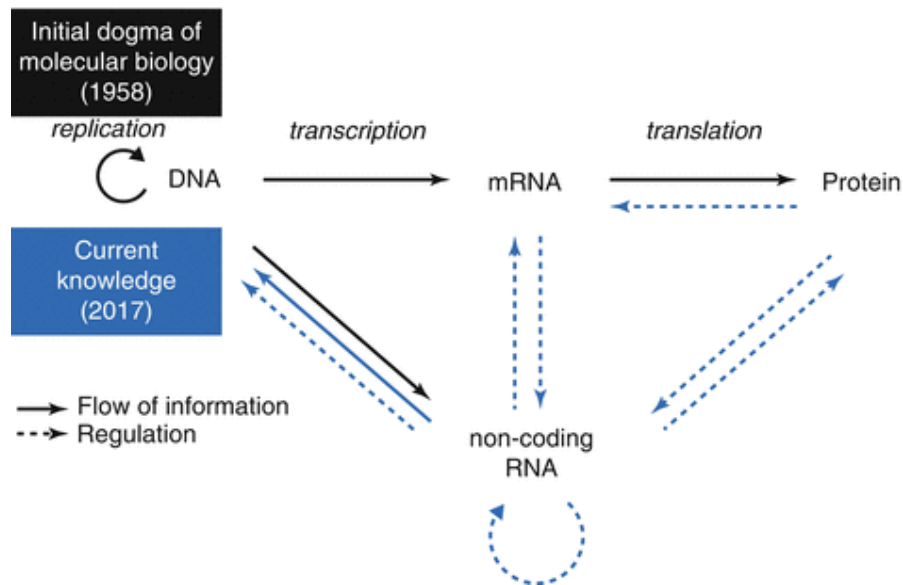 Initial dogma of
molecular biology
(1958)
replication
transcription
translation
DNA
mRNA
Protein
Current
knowledge
(2017)
Flow of information
Regulation
non-coding
RNA